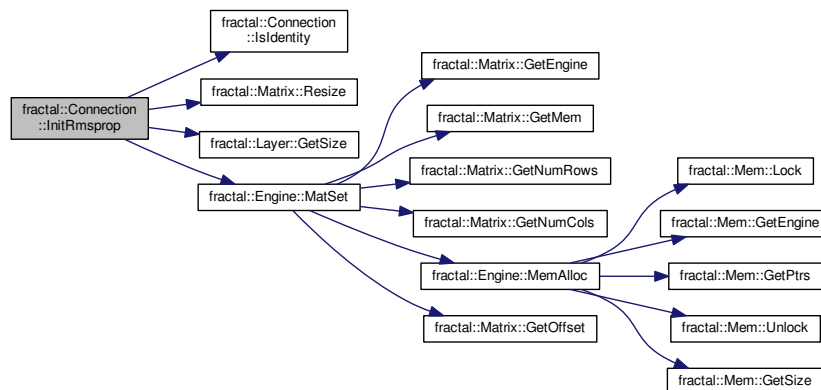 fractal::Connection
::InitRmsprop
fractal::Connection
::IsIdentity
fractal::Matrix::Resize
fractal::Layer::GetSize
fractal::Engine::MatSet
fractal::Matrix::GetEngine
fractal::Matrix::GetMem
fractal::Matrix::GetNumRows
fractal::Matrix::GetNumCols
fractal::Engine::MemAlloc
fractal::Matrix::GetOffset
fractal::Mem::Lock
fractal::Mem::GetEngine
fractal::Mem::GetPtrs
fractal::Mem::Unlock
fractal::Mem::GetSize